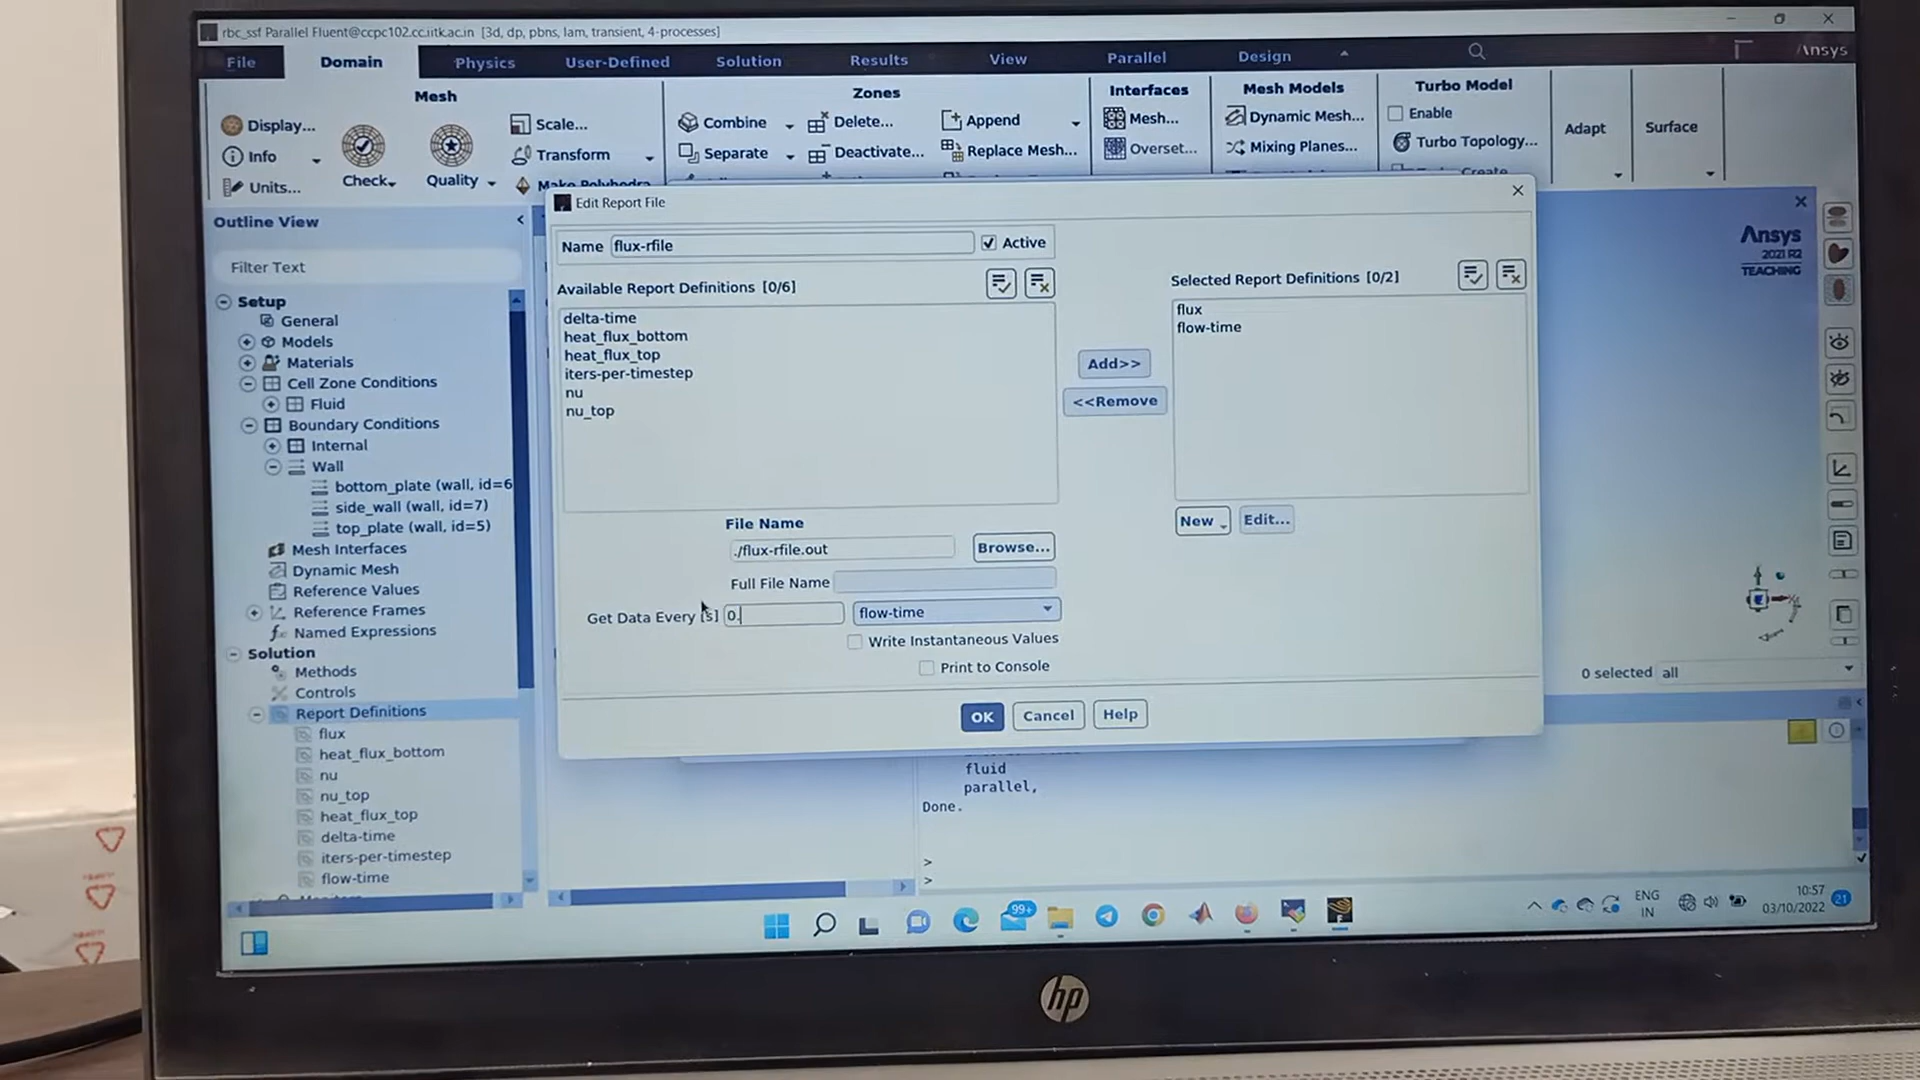 rbc_ssf Parallel Fluent@ccpc102.cc.iitk.ac.in [3d, dp, pbns, lam, transient, 4-processes]
File Domain Physics User-Defined Solution Results View Parallel Design Ansys
Mesh Zones Interfaces Mesh Models Turbo Model
Display... Scale... Combine Delete... Append Mesh... Dynamic Mesh... Enable Adapt Surface
Info Transform Separate Deactivate... Replace Mesh... Overset... Mixing Planes... Turbo Topology...
Units... Check Quality Make Polyhedra Create
Outline View
Filter Text
Setup
General
Models
Materials
Cell Zone Conditions
Fluid
Boundary Conditions
Internal
Wall
bottom_plate (wall, id=6
side_wall (wall, id=7)
top_plate (wall, id=5)
Mesh Interfaces
Dynamic Mesh
Reference Values
Reference Frames
Named Expressions
Solution
Methods
Controls
Report Definitions
flux
heat_flux_bottom
nu
nu_top
heat_flux_top
delta-time
iters-per-timestep
flow-time
Edit Report File
Name flux-rfile Active
Available Report Definitions [0/6]
delta-time
heat_flux_bottom
heat_flux_top
iters-per-timestep
nu
nu_top
Add>>
<<Remove
Selected Report Definitions [0/2]
flux
flow-time
New Edit...
File Name
./flux-rfile.out Browse...
Full File Name
Get Data Every [s] 0. flow-time
Write Instantaneous Values
Print to Console
OK Cancel Help
Ansys
2021 R2
TEACHING
0 selected all
fluid
parallel,
Done.
>
>
99+
ENG
IN
10:57
03/10/2022
21
hp